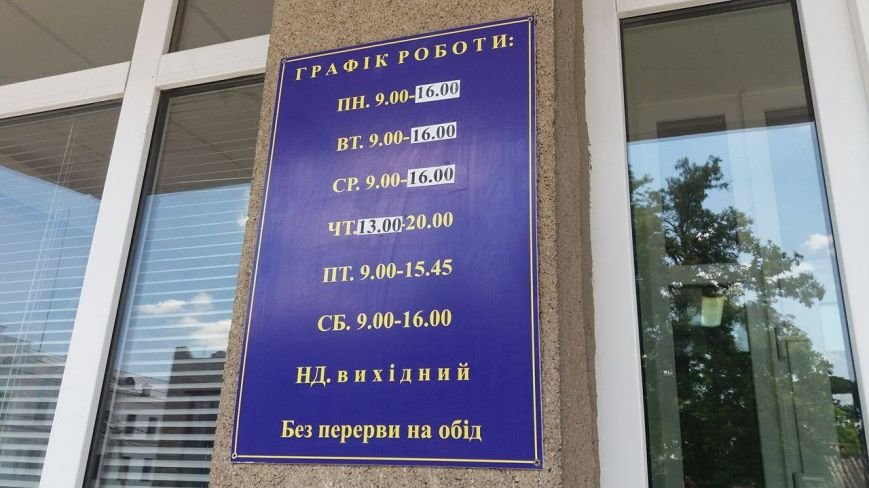 ГРАФІК РОБОТИ:
ПН. 9.00-16.00
ВТ. 9.00-16.00
СР. 9.00-16.00
ЧТ.13.00-20.00
ПТ. 9.00-15.45
СБ. 9.00-16.00
НД. вихідний
Без перерви на обід